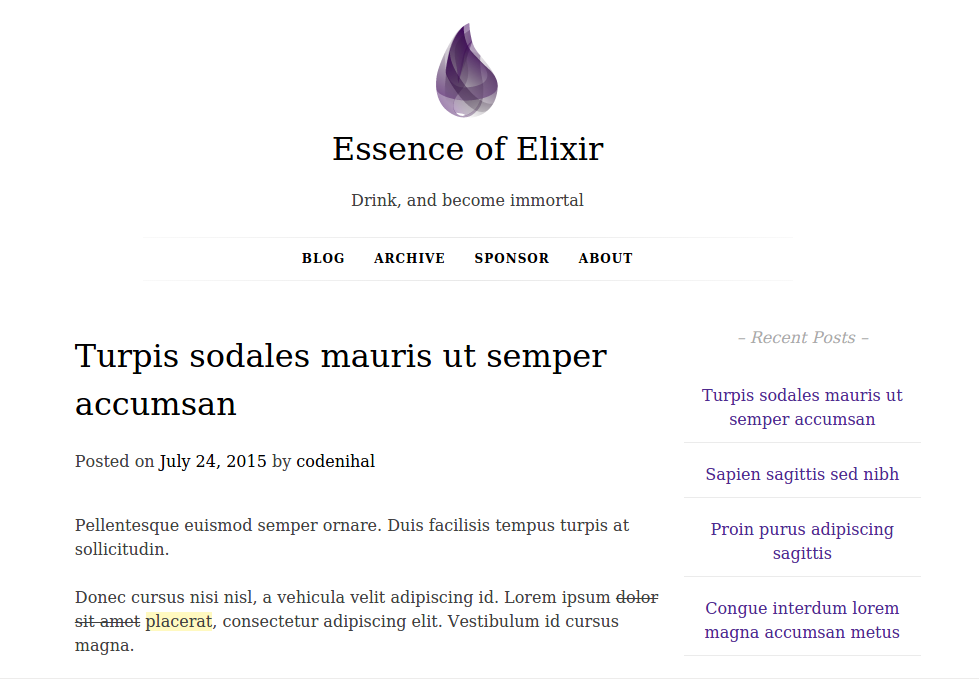 Essence of Elixir
Drink, and become immortal
BLOG ARCHIVE SPONSOR ABOUT
Turpis sodales mauris ut semper
accumsan
Posted on July 24, 2015 by codenihal
Pellentesque euismod semper ornare. Duis facilisis tempus turpis at
sollicitudin.
Donec cursus nisi nisl, a vehicula velit adipiscing id. Lorem ipsum dolor
sit amet placerat, consectetur adipiscing elit. Vestibulum id cursus
magna.
– Recent Posts –
Turpis sodales mauris ut
semper accumsan
Sapien sagittis sed nibh
Proin purus adipiscing
sagittis
Congue interdum lorem
magna accumsan metus